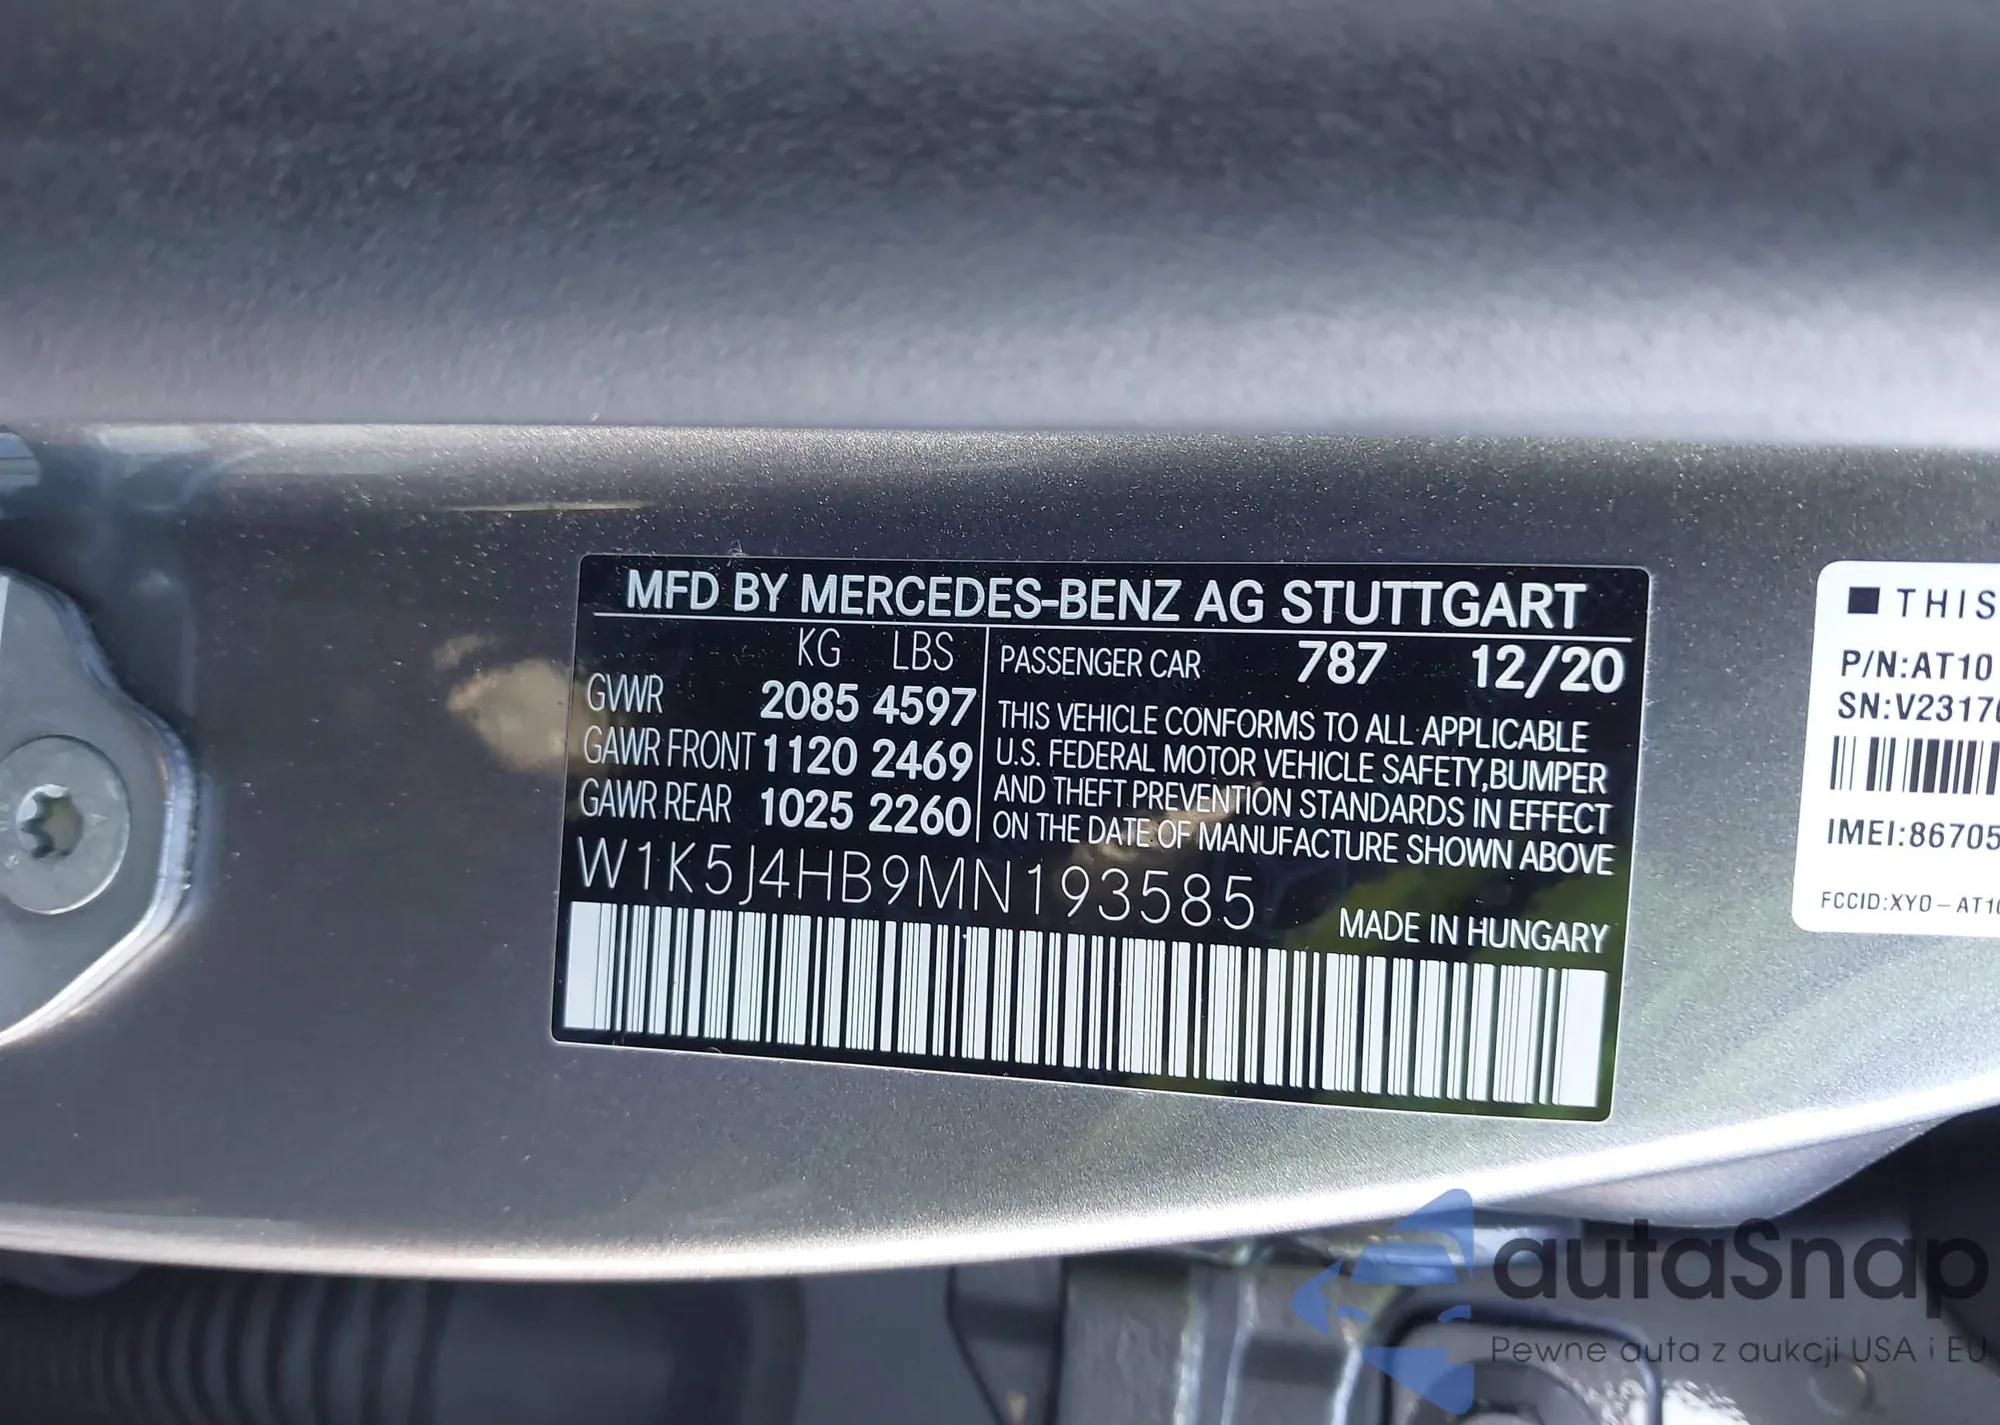 MFD BY MERCEDES-BENZ AG STUTTGART
KG LBS
GVWR 2085 4597
GAWR FRONT 1120 2469
GAWR REAR 1025 2260
PASSENGER CAR 787 12/20
THIS VEHICLE CONFORMS TO ALL APPLICABLE
U.S. FEDERAL MOTOR VEHICLE SAFETY,BUMPER
AND THEFT PREVENTION STANDARDS IN EFFECT
ON THE DATE OF MANUFACTURE SHOWN ABOVE
W1K5J4HB9MN193585
MADE IN HUNGARY
THIS
P/N:AT10
SN:V2317
IMEI:86705
FCCID:XY0-AT1
autaSnap
Pewne auta z aukcji USA i EU